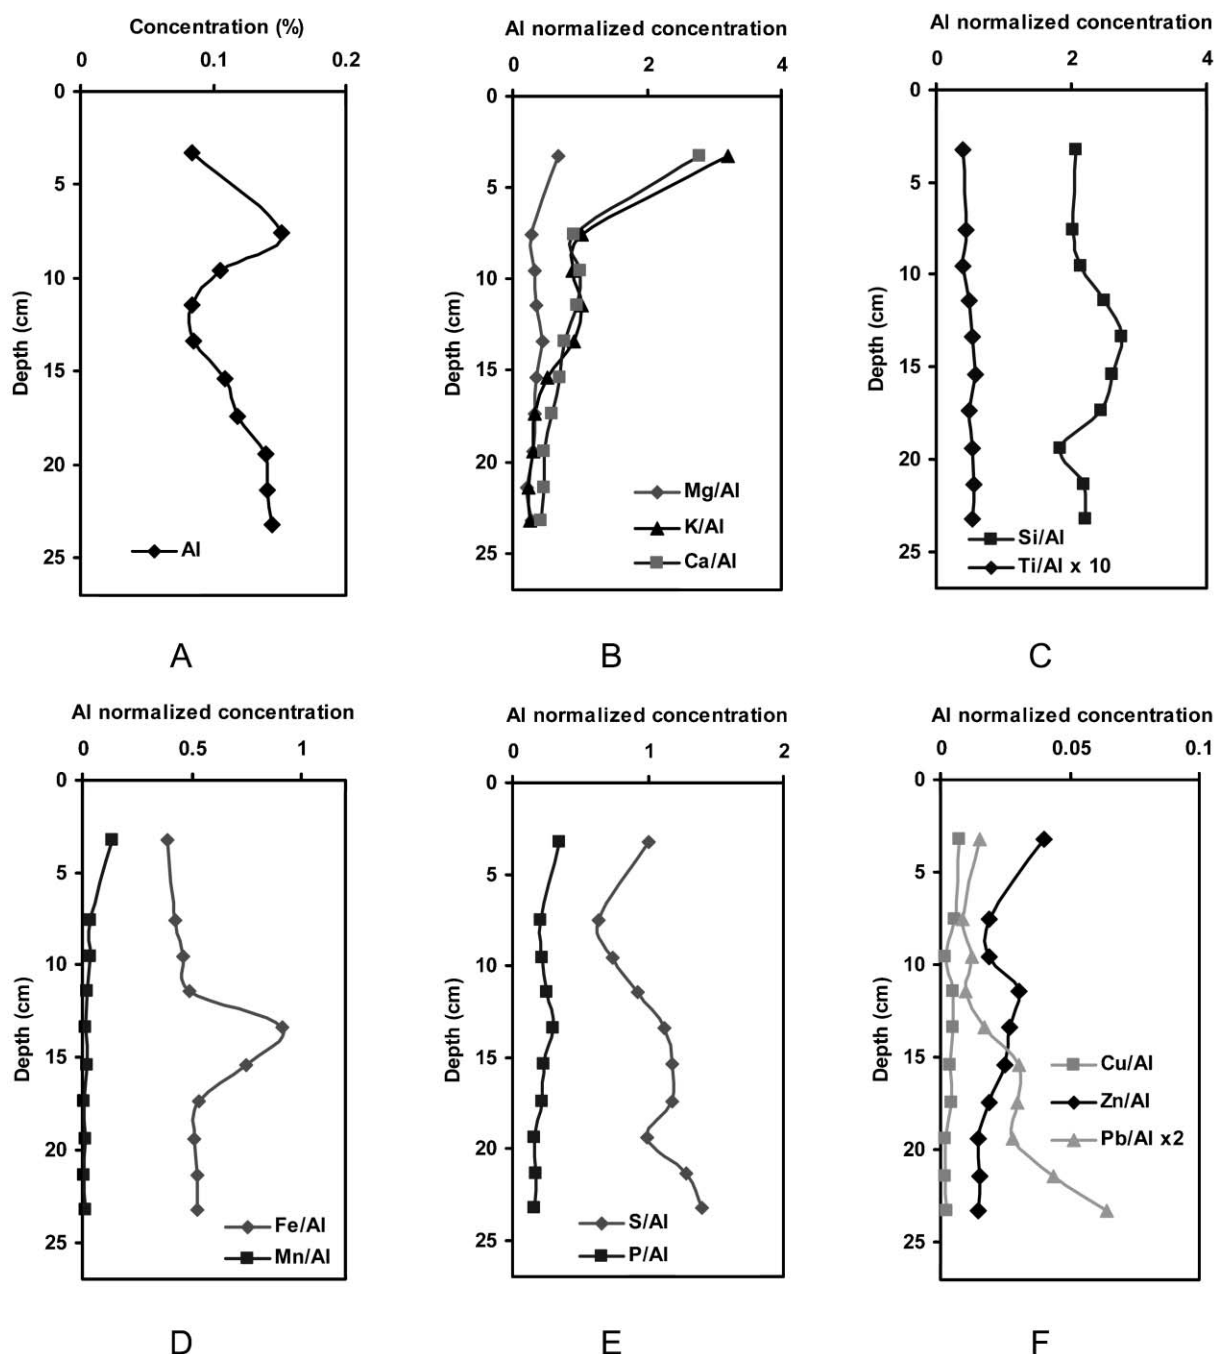 Concentration (%)
0 0.1 0.2
0
5
10
15
20
25
Depth (cm)
Al
A
Al normalized concentration
0 2 4
0
5
10
15
20
25
Depth (cm)
Mg/Al
K/Al
Ca/Al
B
Al normalized concentration
0 2 4
0
5
10
15
20
25
Depth (cm)
Si/Al
Ti/Al x 10
C
Al normalized concentration
0 0.5 1
0
5
10
15
20
25
Depth (cm)
Fe/Al
Mn/Al
D
Al normalized concentration
0 1 2
0
5
10
15
20
25
Depth (cm)
S/Al
P/Al
E
Al normalized concentration
0 0.05 0.1
0
5
10
15
20
25
Depth (cm)
Cu/Al
Zn/Al
Pb/Al x2
F